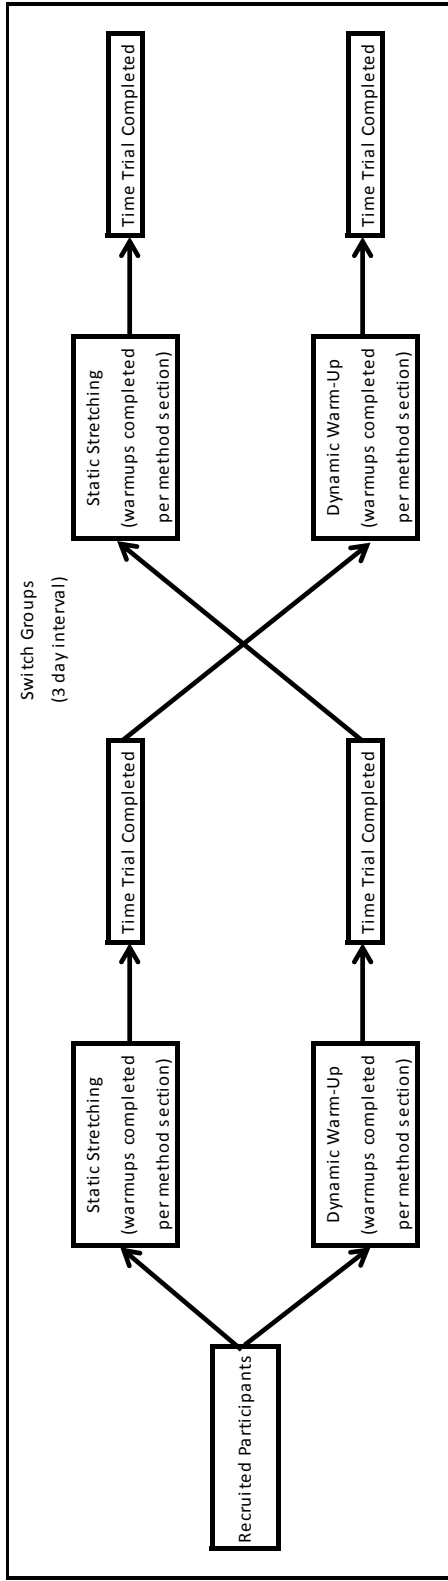 Recruited Participants
Static Stretching
(warmups completed
per method section)
Dynamic Warm-Up
(warmups completed
per method section)
Time Trial Completed
Time Trial Completed
Switch Groups
(3 day interval)
Static Stretching
(warmups completed
per method section)
Dynamic Warm-Up
(warmups completed
per method section)
Time Trial Completed
Time Trial Completed